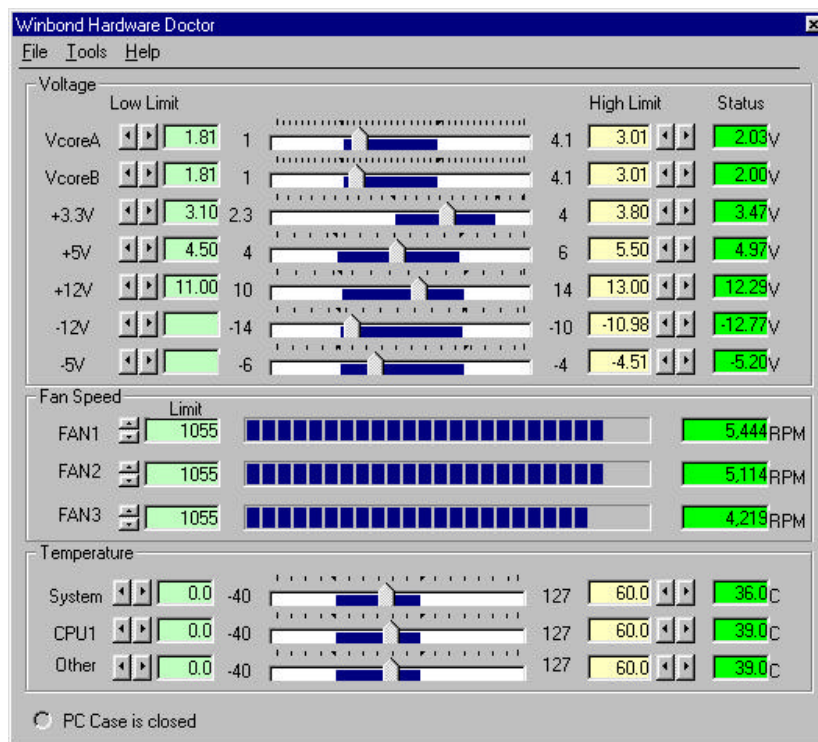 Winbond Hardware Doctor
File Tools Help
Voltage
Low Limit High Limit Status
VcoreA 1.81 1 4.1 3.01 2.03V
VcoreB 1.81 1 4.1 3.01 2.00V
+3.3V 3.10 2.3 4 3.80 3.47V
+5V 4.50 4 6 5.50 4.97V
+12V 11.00 10 14 13.00 12.29V
-12V -14 -10 -10.98 -12.77V
-5V -6 -4 -4.51 -5.20V
Fan Speed
Limit
FAN1 1055 5,444RPM
FAN2 1055 5,114RPM
FAN3 1055 4,219RPM
Temperature
System 0.0 -40 127 60.0 36.0C
CPU1 0.0 -40 127 60.0 39.0C
Other 0.0 -40 127 60.0 39.0C
PC Case is closed